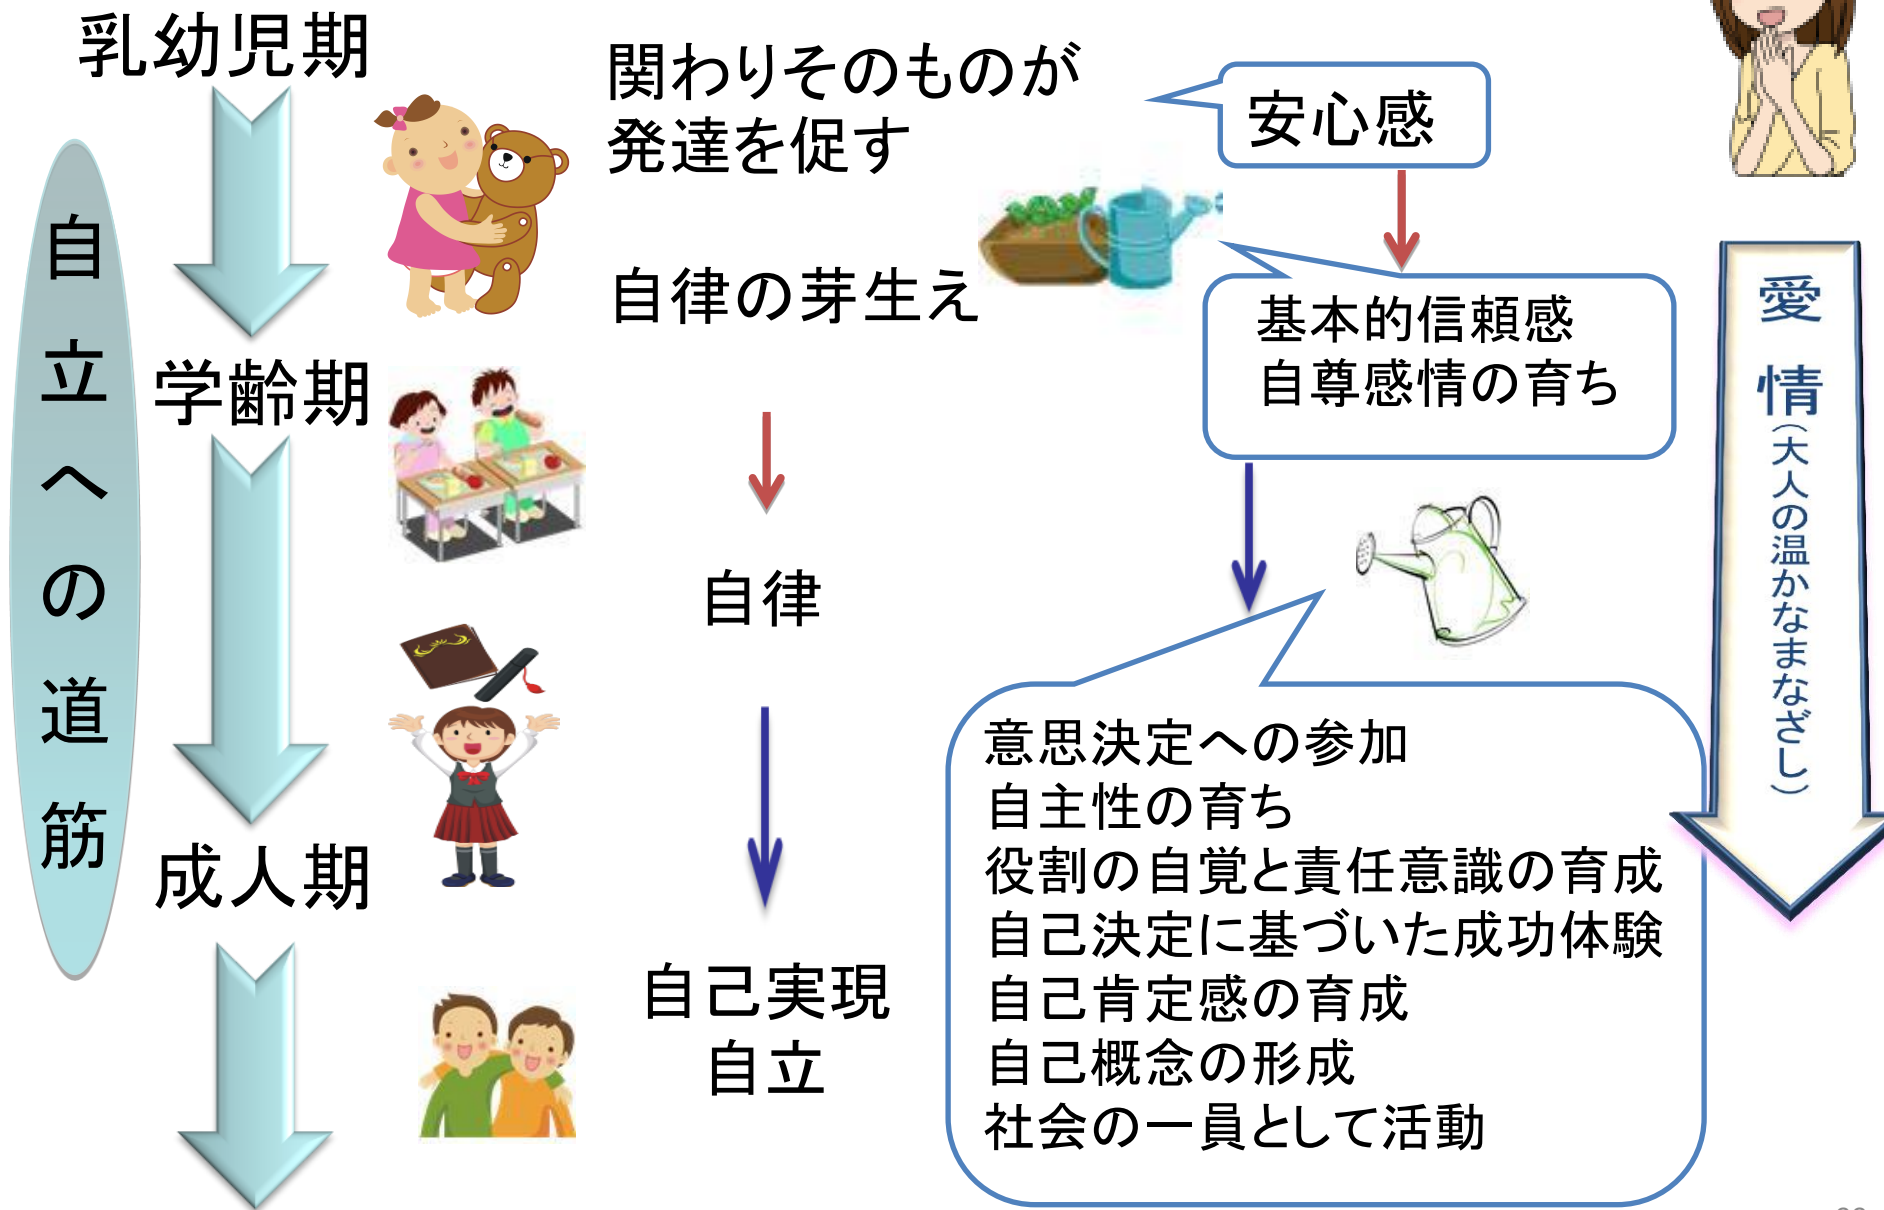 乳幼児期
関わりそのものが
発達を促す
安心感
自立への道筋
自律の芽生え
基本的信頼感
自尊感情の育ち
愛情(大人の温かなまなざし)
学齢期
自律
意思決定への参加
自主性の育ち
役割の自覚と責任意識の育成
自己決定に基づいた成功体験
自己肯定感の育成
自己概念の形成
社会の一員として活動
成人期
自己実現
自立